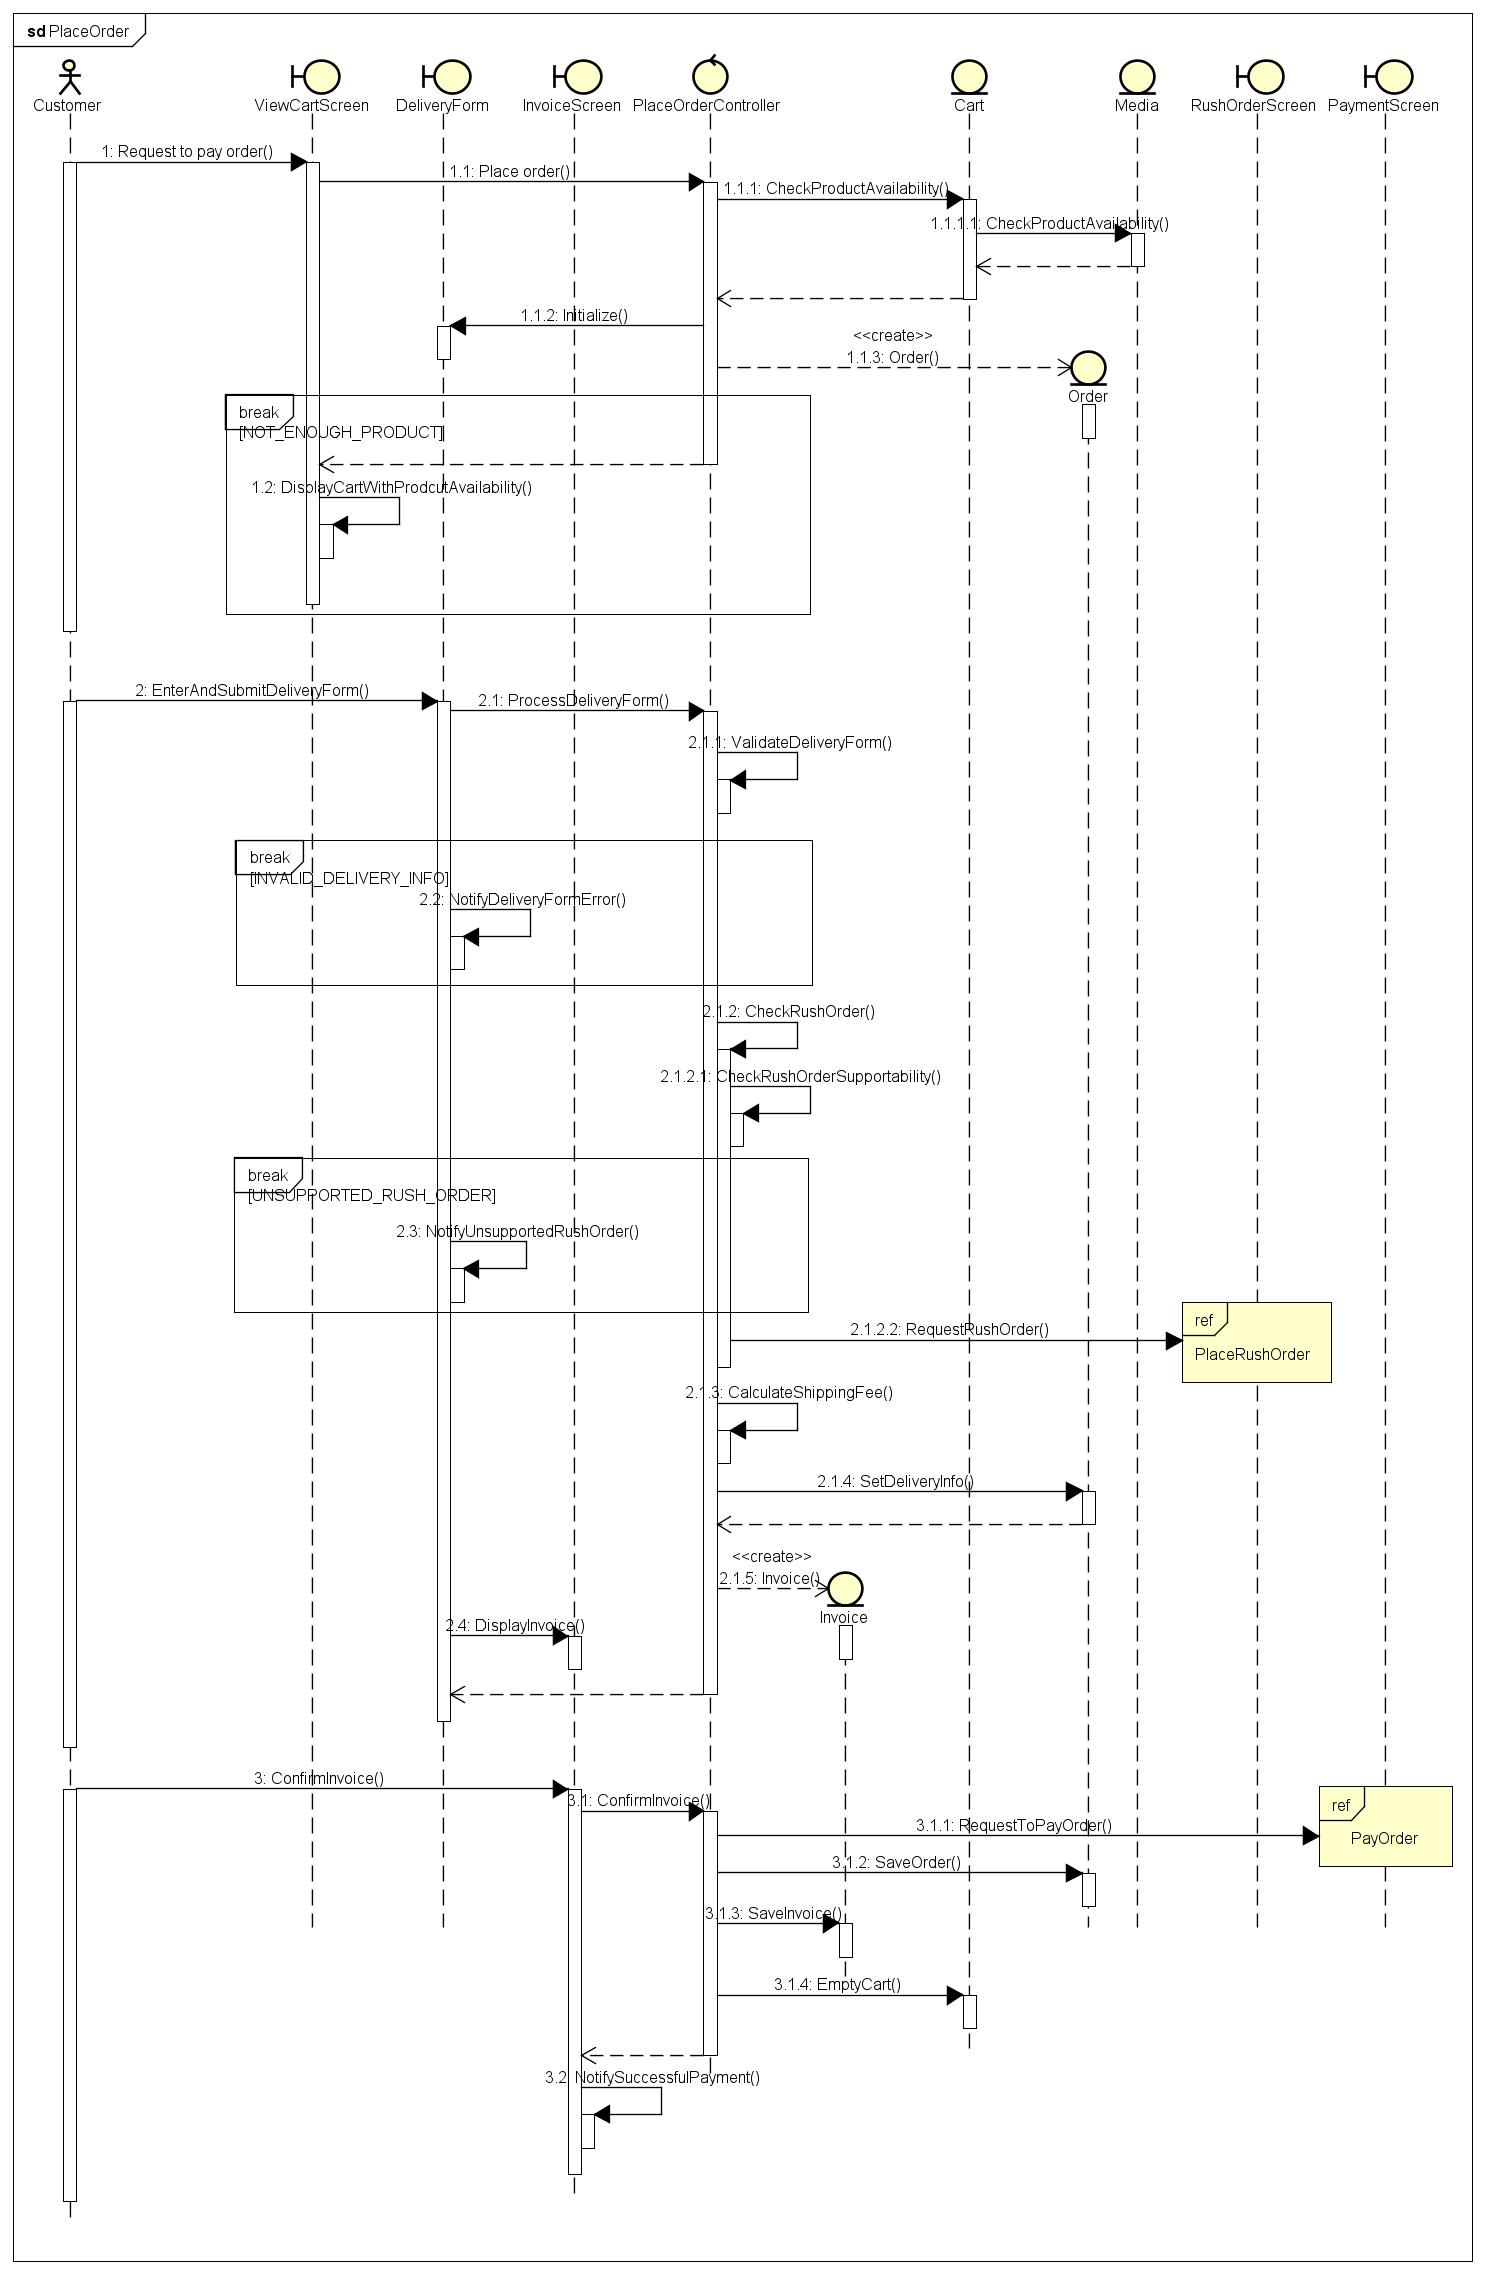 sd PlaceOrder
Customer
ViewCartScreen
DeliveryForm
InvoiceScreen
PlaceOrderController
Cart
Media
RushOrderScreen
PaymentScreen
1: Request to pay order()
1.1: Place order()
1.1.1: CheckProductAvailability()
1.1.1.1: CheckProductAvailability()
1.1.2: Initialize()
<<create>>
1.1.3: Order()
Order
break
[NOT_ENOUGH_PRODUCT]
1.2: DisplayCartWithProdcutAvailability()
2: EnterAndSubmitDeliveryForm()
2.1: ProcessDeliveryForm()
2.1.1: ValidateDeliveryForm()
break
[INVALID_DELIVERY_INFO]
2.2: NotifyDeliveryFormError()
2.1.2: CheckRushOrder()
2.1.2.1: CheckRushOrderSupportability()
break
[UNSUPPORTED_RUSH_ORDER]
2.3: NotifyUnsupportedRushOrder()
ref
2.1.2.2: RequestRushOrder()
PlaceRushOrder
2.1.3: CalculateShippingFee()
2.1.4: SetDeliveryInfo()
<<create>>
2.1.5: Invoice()
Invoice
2.4: DisplayInvoice()
3: ConfirmInvoice()
3.1: ConfirmInvoice()
ref
3.1.1: RequestToPayOrder()
PayOrder
3.1.2: SaveOrder()
3.1.3: SaveInvoice()
3.1.4: EmptyCart()
3.2: NotifySuccessfulPayment()